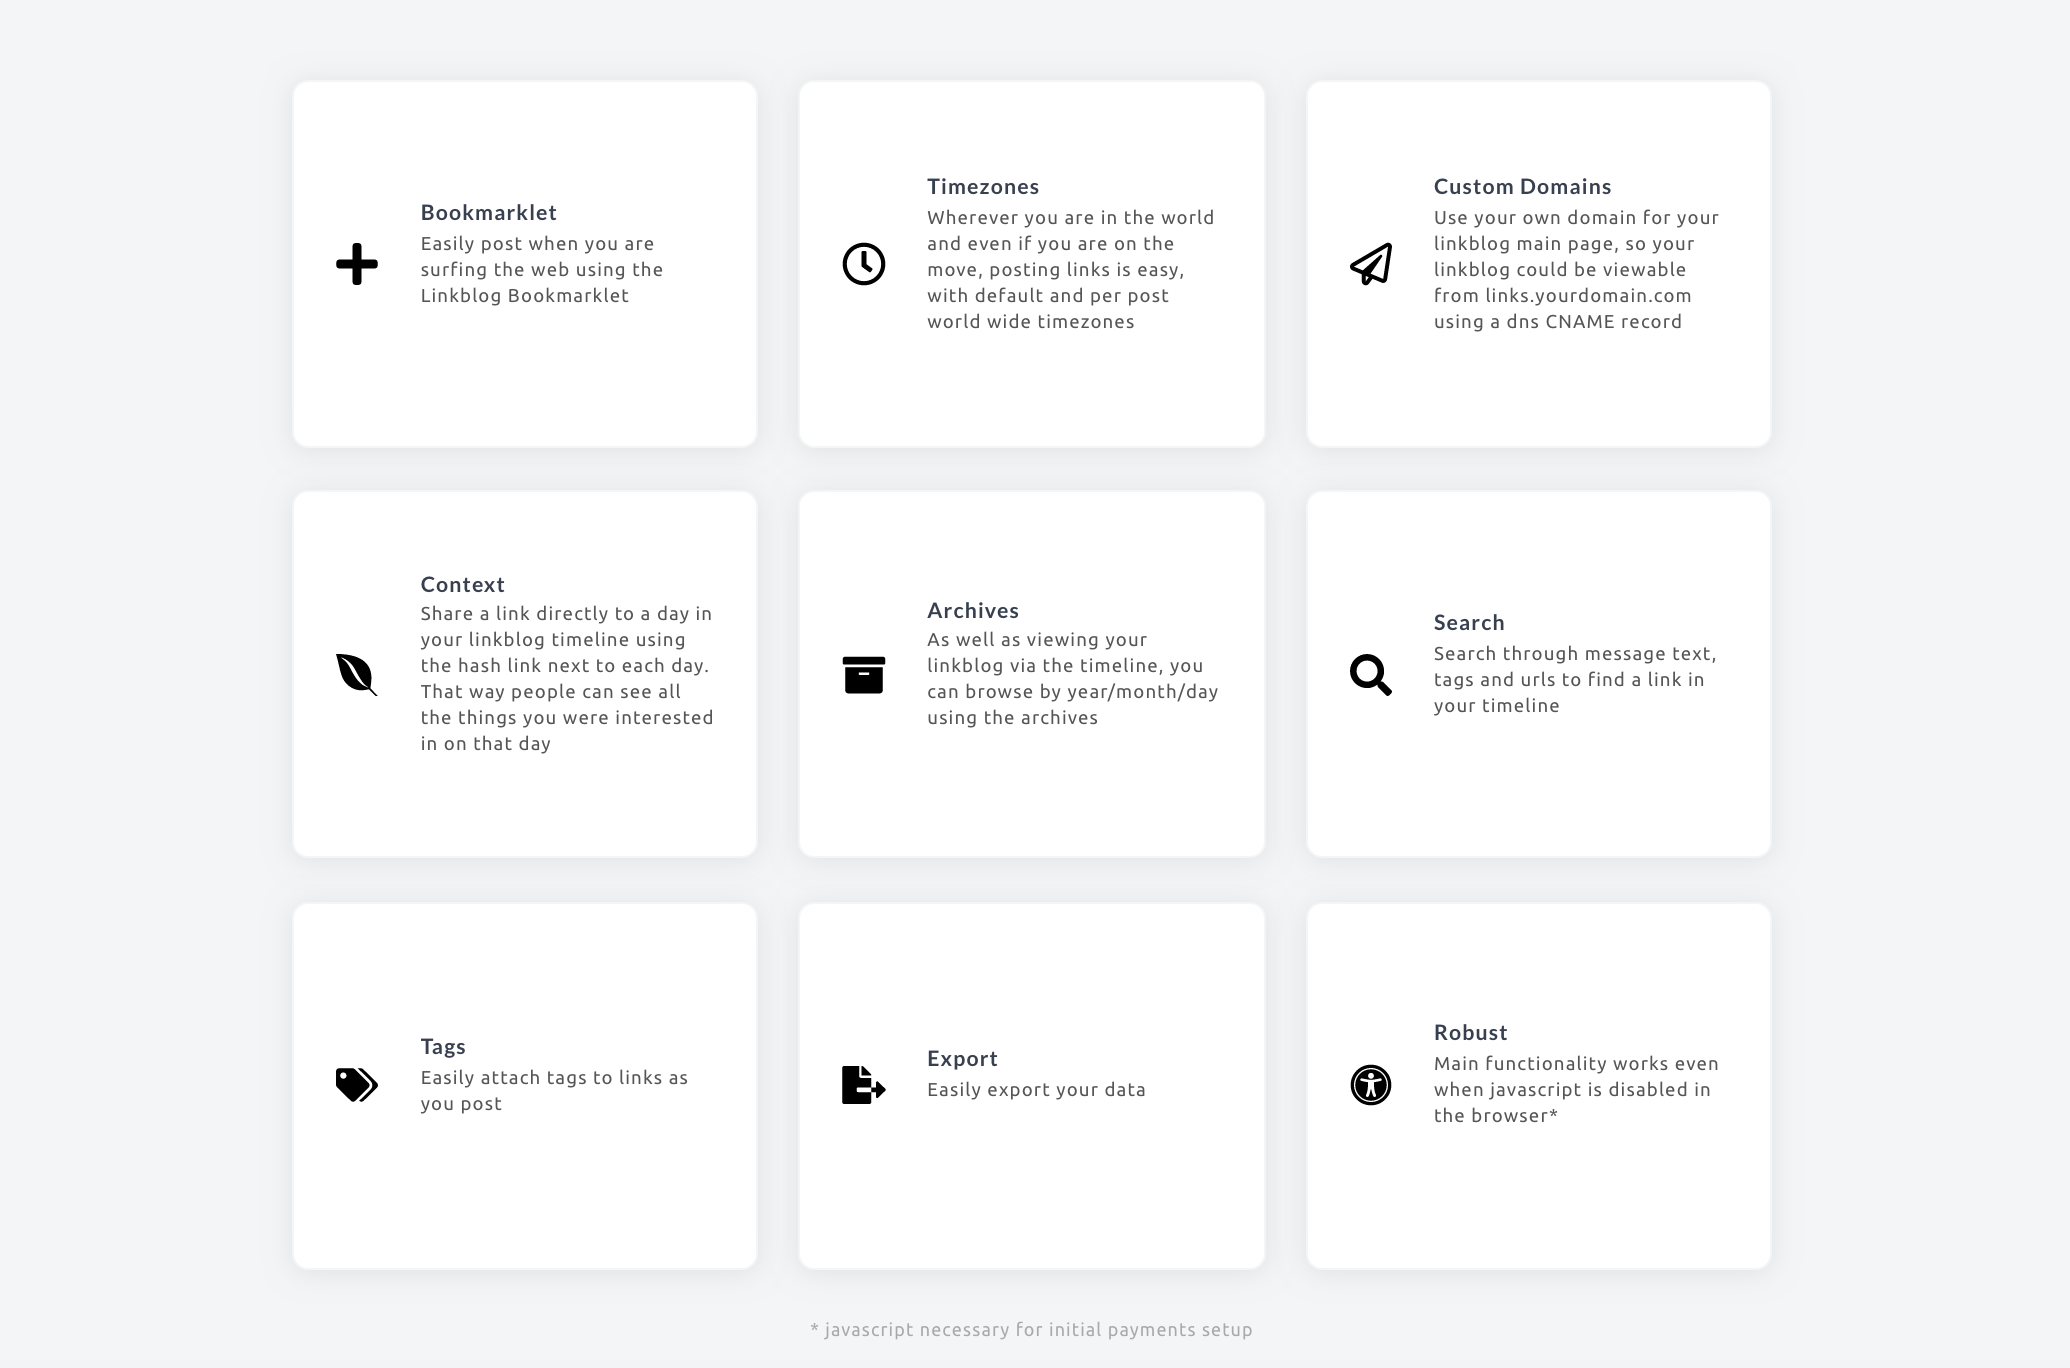 Bookmarklet
Easily post when you are
surfing the web using the
Linkblog Bookmarklet
Timezones
Wherever you are in the world
and even if you are on the
move, posting links is easy,
with default and per post
world wide timezones
Custom Domains
Use your own domain for your
linkblog main page, so your
linkblog could be viewable
from links.yourdomain.com
using a dns CNAME record
Context
Share a link directly to a day in
your linkblog timeline using
the hash link next to each day.
That way people can see all
the things you were interested
in on that day
Archives
As well as viewing your
linkblog via the timeline, you
can browse by year/month/day
using the archives
Search
Search through message text,
tags and urls to find a link in
your timeline
Tags
Easily attach tags to links as
you post
Export
Easily export your data
Robust
Main functionality works even
when javascript is disabled in
the browser*
* javascript necessary for initial payments setup